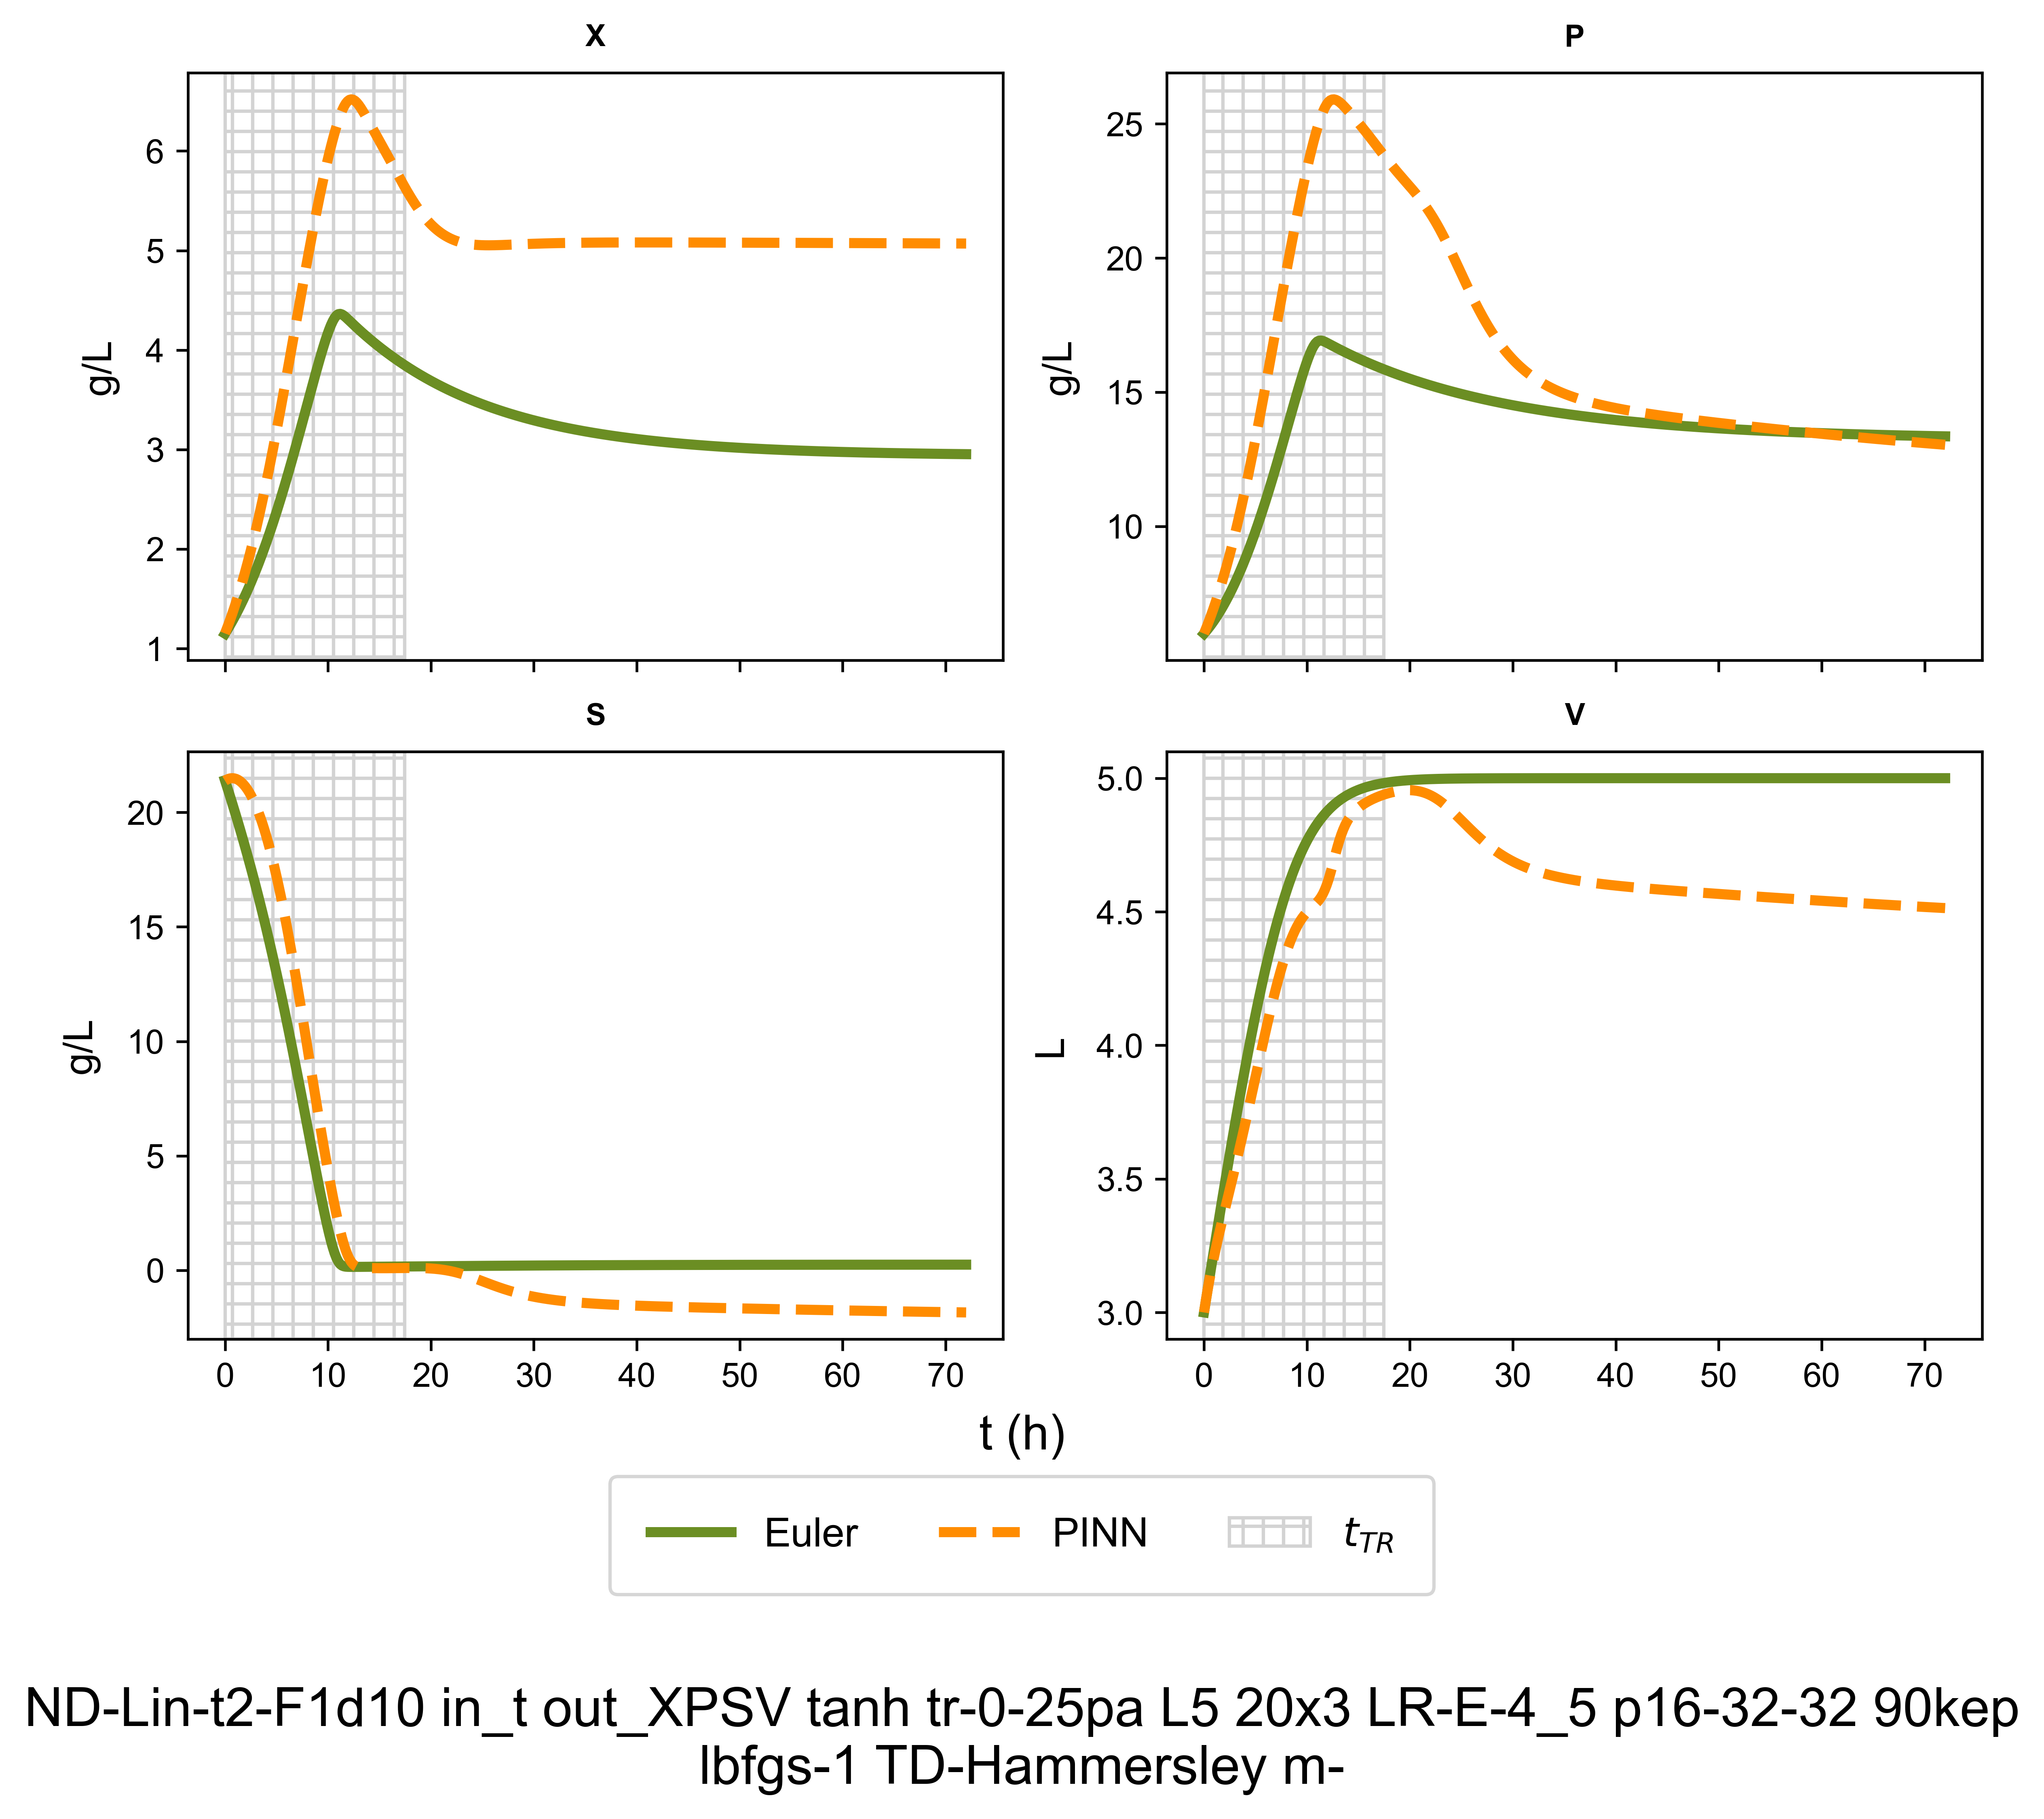 X
P
6
5
4
3
2
1
g/L
25
20
15
10
g/L
S
V
20
15
10
5
0
g/L
5.0
4.5
4.0
3.5
3.0
L
0 10 20 30 40 50 60 70
0 10 20 30 40 50 60 70
t (h)
Euler PINN t_TR
ND-Lin-t2-F1d10 in_t out_XPSV tanh tr-0-25pa L5 20x3 LR-E-4_5 p16-32-32 90kep
lbfgs-1 TD-Hammersley m-